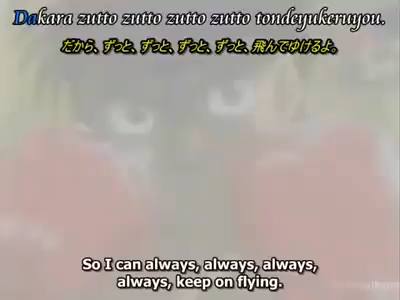 Dakara zutto zutto zutto zutto tondeyukeruyou.
だから、ずっと、ずっと、ずっと、ずっと、飛んでゆけるよ。
So I can always, always, always,
always, keep on flying.